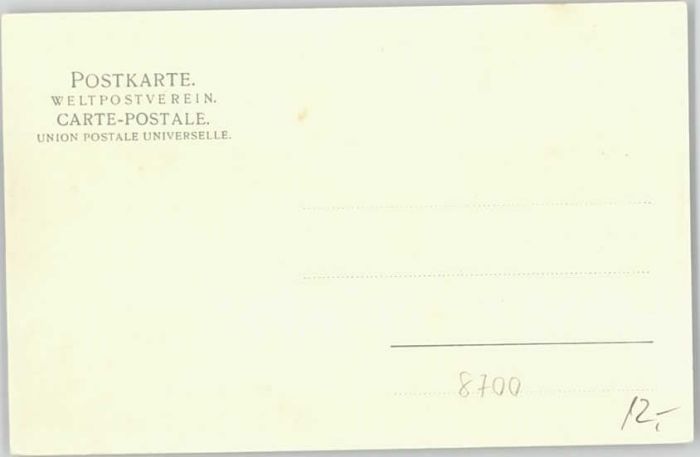 POSTKARTE.
WELTPOSTVEREIN.
CARTE-POSTALE.
UNION POSTALE UNIVERSELLE.
8700
12,-